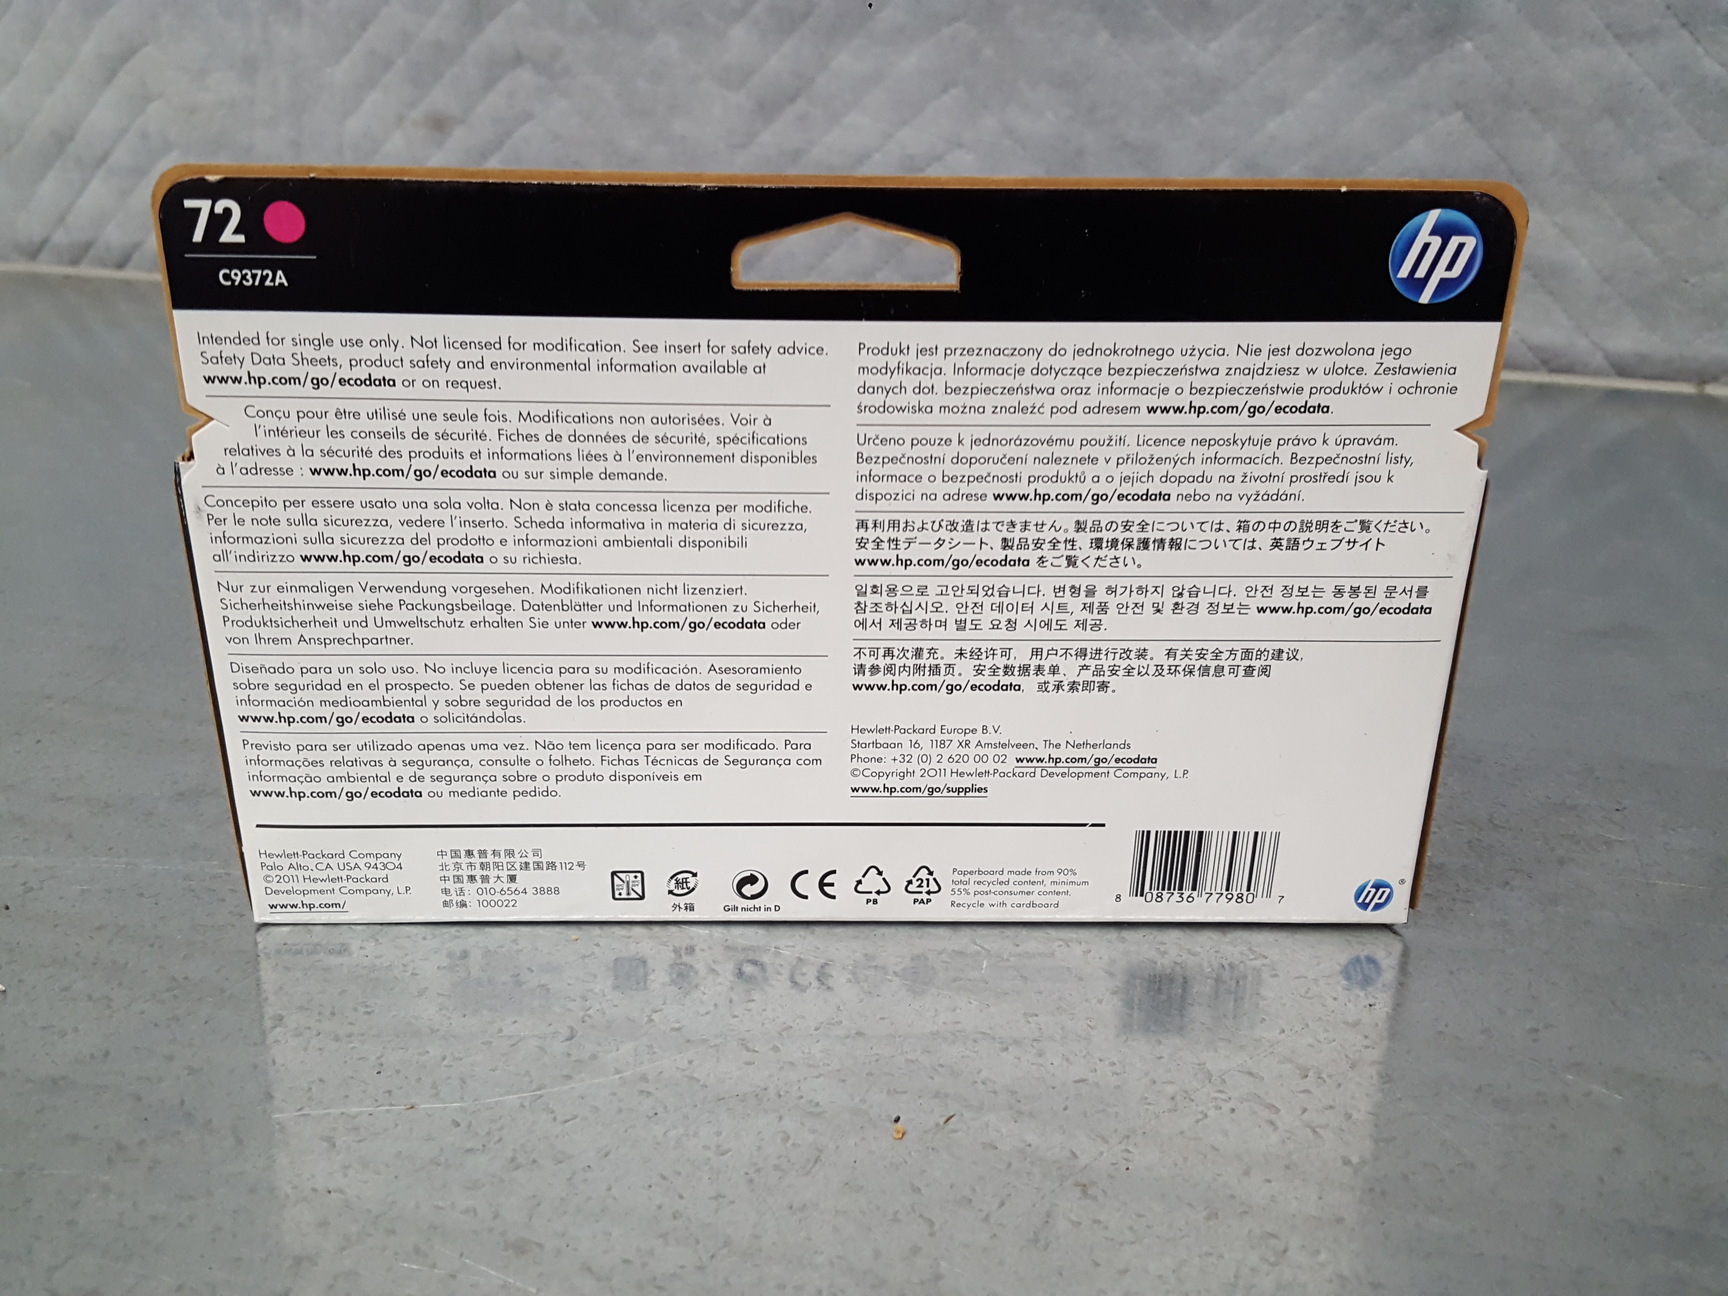 72
C9372A
hp
Intended for single use only. Not licensed for modification. See insert for safety advice.
Safety Data Sheets, product safety and environmental information available at
www.hp.com/go/ecodata or on request.
Conçu pour être utilisé une seule fois. Modifications non autorisées. Voir à
l'intérieur les conseils de sécurité. Fiches de données de sécurité, spécifications
relatives à la sécurité des produits et informations liées à l'environnement disponibles
à l'adresse : www.hp.com/go/ecodata ou sur simple demande.
Concepito per essere usato una sola volta. Non è stata concessa licenza per modifiche.
Per le note sulla sicurezza, vedere l'inserto. Scheda informativa in materia di sicurezza,
informazioni sulla sicurezza del prodotto e informazioni ambientali disponibili
all'indirizzo www.hp.com/go/ecodata o su richiesta.
Nur zur einmaligen Verwendung vorgesehen. Modifikationen nicht lizenziert.
Sicherheitshinweise siehe Packungsbeilage. Datenblätter und Informationen zu Sicherheit,
Produktsicherheit und Umweltschutz erhalten Sie unter www.hp.com/go/ecodata oder
von Ihrem Ansprechpartner.
Diseñado para un solo uso. No incluye licencia para su modificación. Asesoramiento
sobre seguridad en el prospecto. Se pueden obtener las fichas de datos de seguridad e
información medioambiental y sobre seguridad de los productos en
www.hp.com/go/ecodata o solicitándolas.
Previsto para ser utilizado apenas uma vez. Não tem licença para ser modificado. Para
informações relativas à segurança, consulte o folheto. Fichas Técnicas de Segurança com
informação ambiental e de segurança sobre o produto disponíveis em
www.hp.com/go/ecodata ou mediante pedido.
Produkt jest przeznaczony do jednokrotnego użycia. Nie jest dozwolona jego
modyfikacja. Informacje dotyczące bezpieczeństwa znajdziesz w ulotce. Zestawienia
danych dot. bezpieczeństwa oraz informacje o bezpieczeństwie produktów i ochronie
środowiska można znaleźć pod adresem www.hp.com/go/ecodata.
Určeno pouze k jednorázovému použití. Licence neposkytuje právo k úpravám.
Bezpečnostní doporučení naleznete v přiložených informacích. Bezpečnostní listy,
informace o bezpečnosti produktů a o jejich dopadu na životní prostředí jsou k
dispozici na adrese www.hp.com/go/ecodata nebo na vyžádání.
再利用および改造はできません。製品の安全については、箱の中の説明をご覧ください。
安全性データシート、製品安全性、環境保護情報については、英語ウェブサイト
www.hp.com/go/ecodata をご覧ください。
일회용으로 고안되었습니다. 변형을 허가하지 않습니다. 안전 정보는 동봉된 문서를
참조하십시오. 안전 데이터 시트, 제품 안전 및 환경 정보는 www.hp.com/go/ecodata
에서 제공하며 별도 요청 시에도 제공.
不可再次灌充。未经许可，用户不得进行改装。有关安全方面的建议，
请参阅内附插页。安全数据表单、产品安全以及环保信息可查阅
www.hp.com/go/ecodata，或承索即寄。
Hewlett-Packard Europe B.V.
Startbaan 16, 1187 XR Amstelveen, The Netherlands
Phone: +32 (0) 2 620 00 02 www.hp.com/go/ecodata
©Copyright 2011 Hewlett-Packard Development Company, L.P.
www.hp.com/go/supplies
Hewlett-Packard Company
Palo Alto, CA USA 94304
©2011 Hewlett-Packard
Development Company, L.P.
www.hp.com/
中国惠普有限公司
北京市朝阳区建国路112号
中国惠普大厦
电话: 010-6564 3888
邮编: 100022
紙
外箱
Gilt nicht in D
CE
PB
21
PAP
Paperboard made from 90%
total recycled content, minimum
55% post-consumer content.
Recycle with cardboard
8 08736 77980 7
hp®